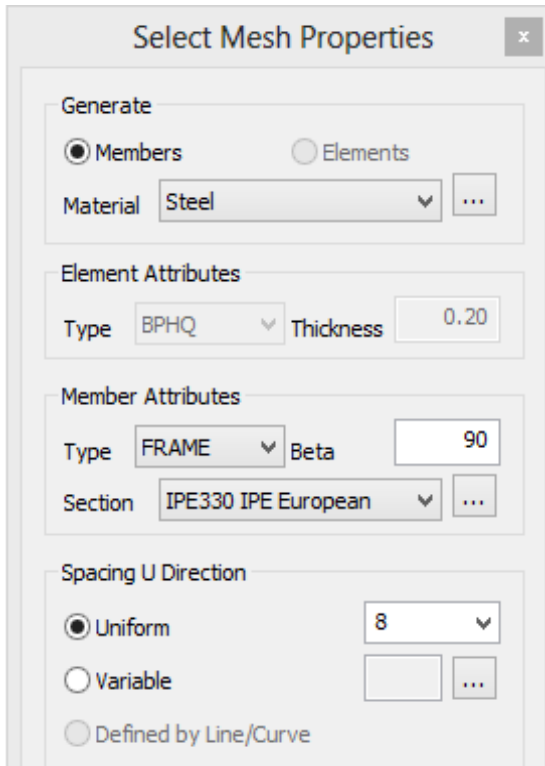 Select Mesh Properties x
Generate
Members Elements
Material Steel ...
Element Attributes
Type BPHQ Thickness 0.20
Member Attributes
Type FRAME Beta 90
Section IPE330 IPE European ...
Spacing U Direction
Uniform 8
Variable ...
Defined by Line/Curve